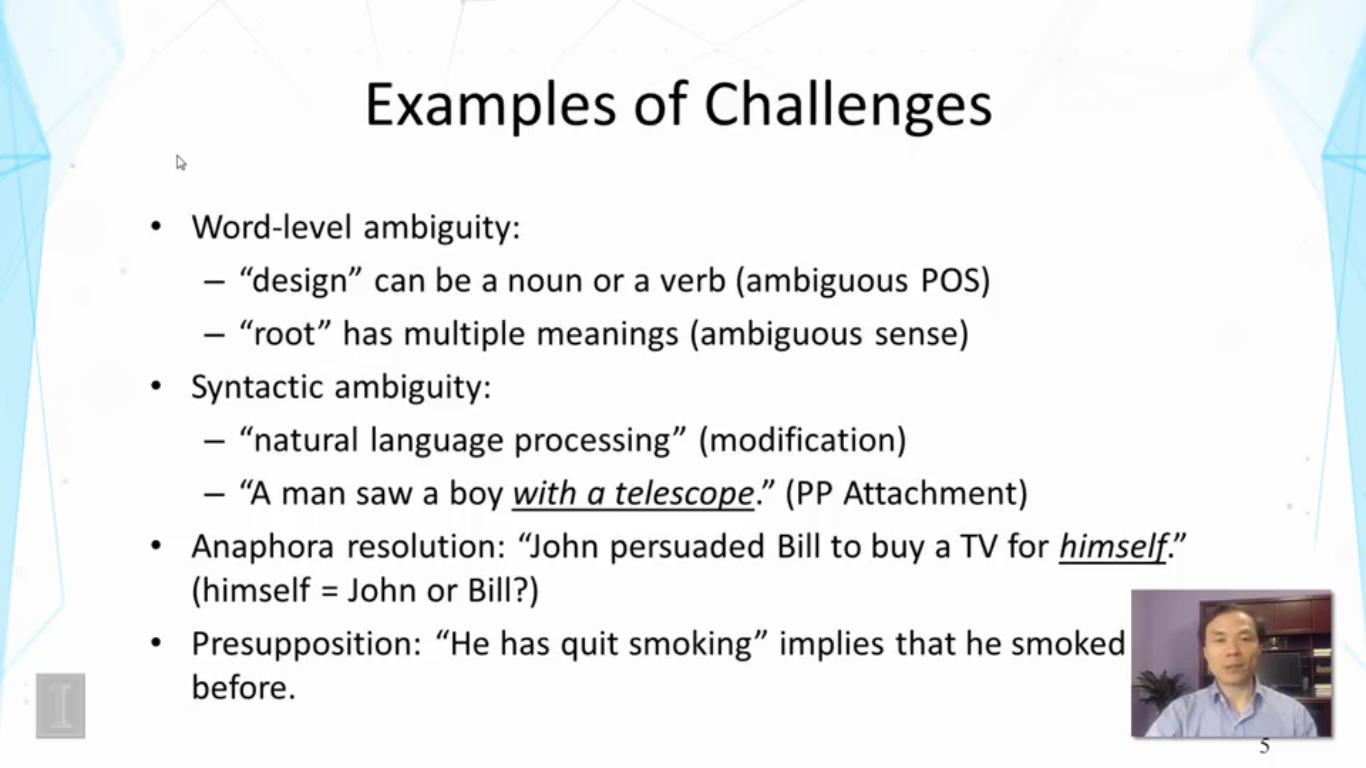 Examples of Challenges
• Word-level ambiguity:
– “design” can be a noun or a verb (ambiguous POS)
– “root” has multiple meanings (ambiguous sense)
• Syntactic ambiguity:
– “natural language processing” (modification)
– “A man saw a boy with a telescope.” (PP Attachment)
• Anaphora resolution: “John persuaded Bill to buy a TV for himself.”
(himself = John or Bill?)
• Presupposition: “He has quit smoking” implies that he smoked
before.
I
5